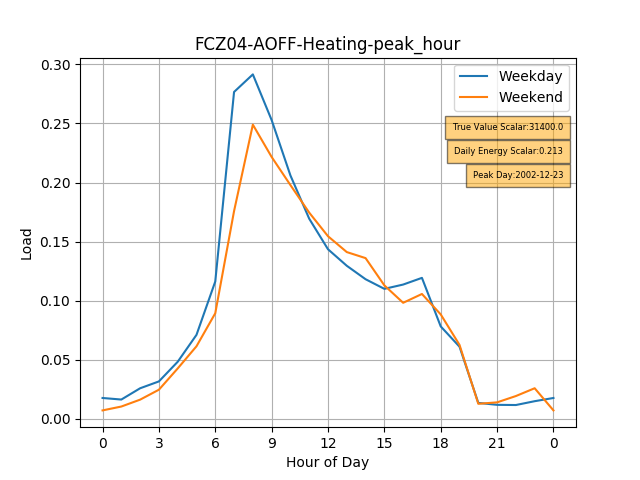 FCZ04-AOFF-Heating-peak_hour
0.30
0.25
0.20
0.15
0.10
0.05
0.00
Load
Weekday
Weekend
True Value Scalar:31400.0
Daily Energy Scalar:0.213
Peak Day:2002-12-23
0 3 6 9 12 15 18 21 0
Hour of Day